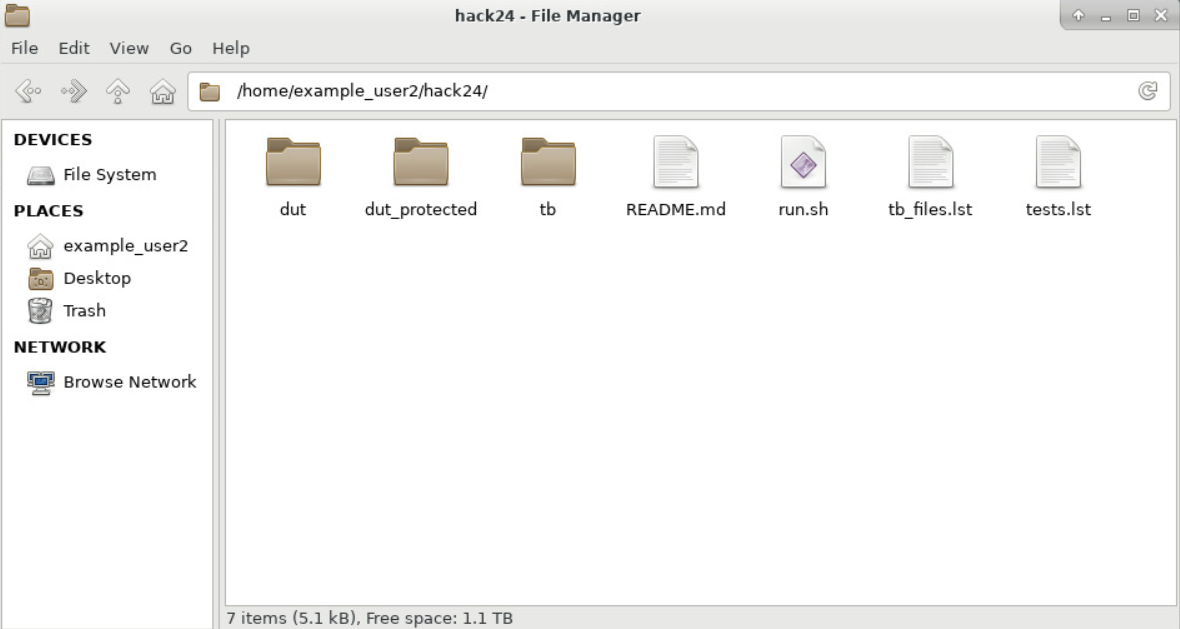 hack24 - File Manager
File Edit View Go Help
/home/example_user2/hack24/
DEVICES
File System
PLACES
example_user2
Desktop
Trash
NETWORK
Browse Network
dut dut_protected tb README.md run.sh tb_files.lst tests.lst
7 items (5.1 kB), Free space: 1.1 TB